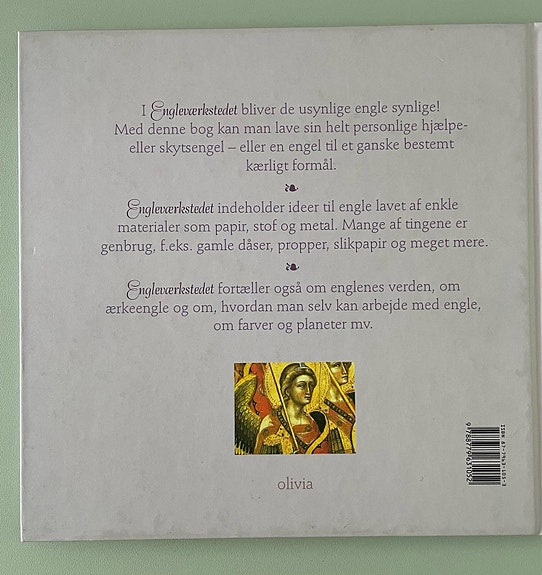 I Engleværkstedet bliver de usynlige engle synlige!
Med denne bog kan man lave sin helt personlige hjælpe-
eller skytsengel – eller en engel til et ganske bestemt
kærligt formål.
Engleværkstedet indeholder ideer til engle lavet af enkle
materialer som papir, stof og metal. Mange af tingene er
genbrug, f.eks. gamle dåser, propper, slikpapir og meget mere.
Engleværkstedet fortæller også om englenes verden, om
ærkeengle og om, hvordan man selv kan arbejde med engle,
om farver og planeter mv.
olivia